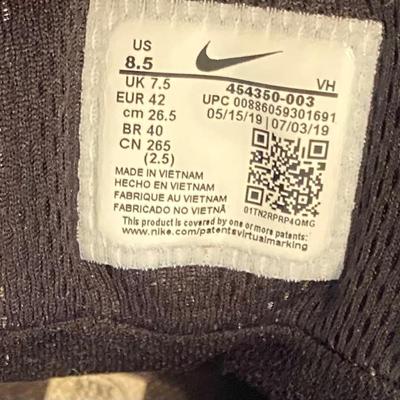 US
8.5
UK 7.5
EUR 42
cm 26.5
BR 40
CN 265
(2.5)
VH
454350-003
UPC 00886059301691
05/15/19 | 07/03/19
01TN2RPRP4QMG
MADE IN VIETNAM
HECHO EN VIETNAM
FABRIQUE AU VIETNAM
FABRICADO NO VIETNÃ
This product is covered by one or more patents:
www.nike.com/patentsvirtualmarking